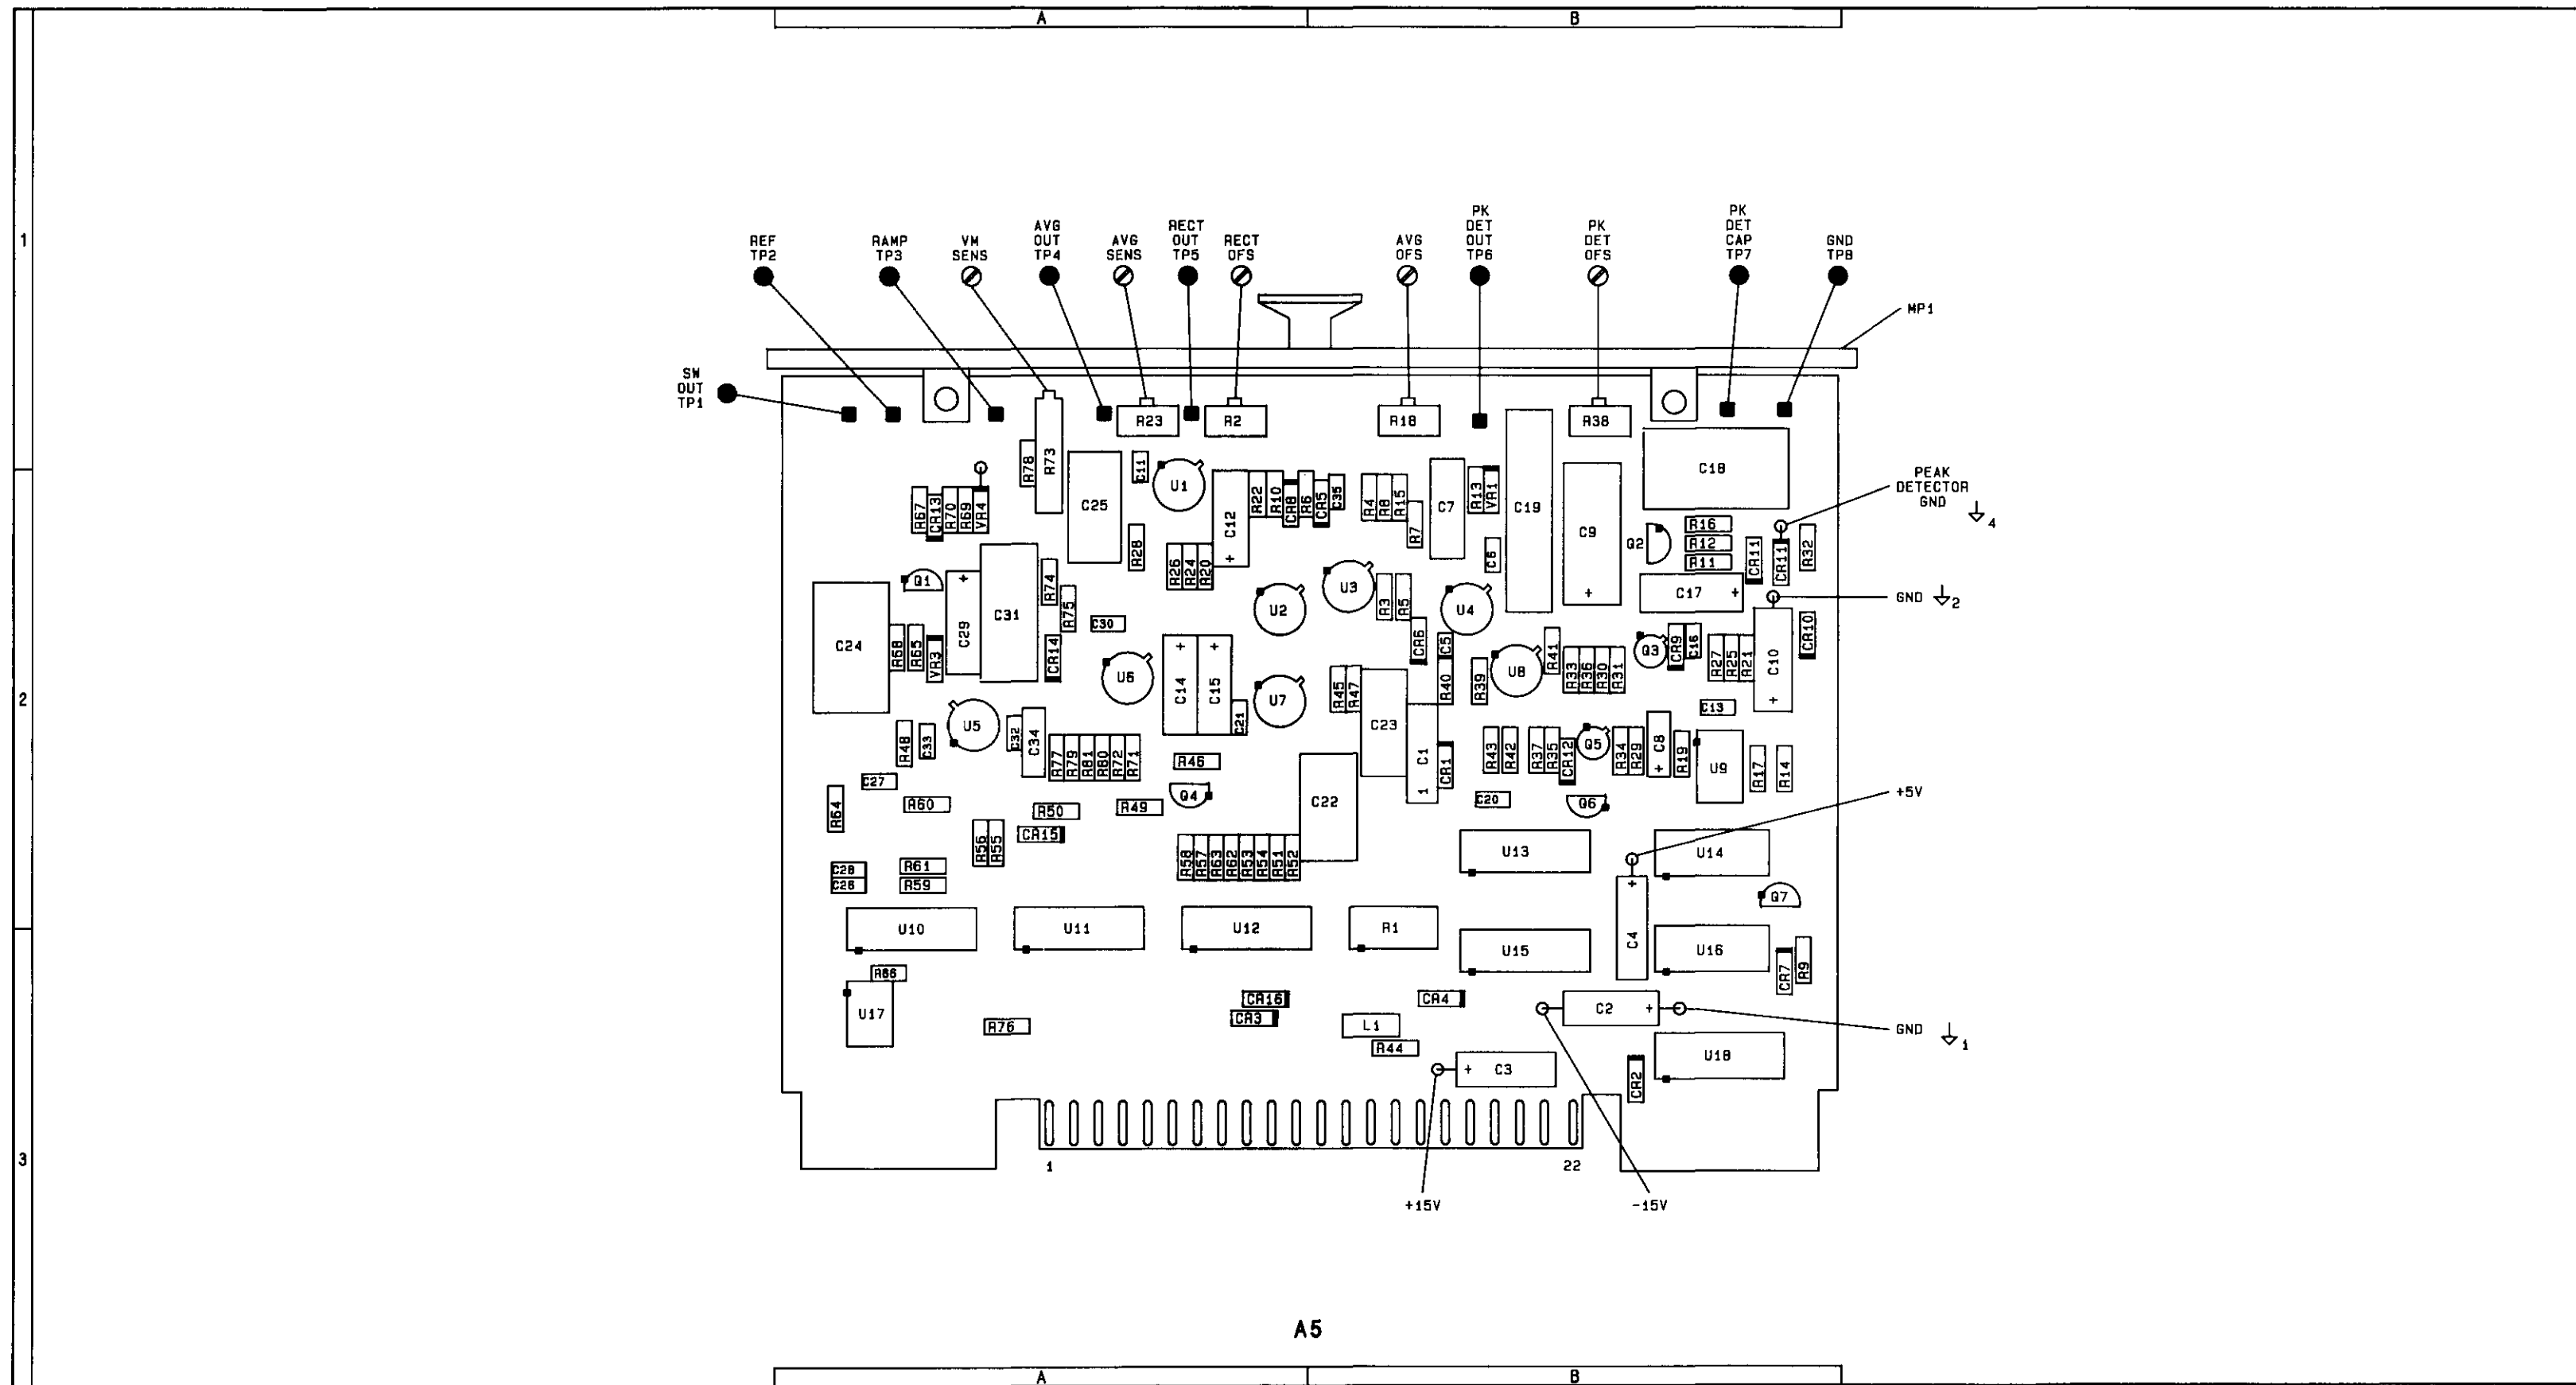 A
B
1
2
3
REF
TP2
RAMP
TP3
VM
SENS
AVG
OUT
TP4
AVG
SENS
RECT
OUT
TP5
RECT
OFS
AVG
OFS
PK
DET
OUT
TP6
PK
DET
OFS
PK
DET
CAP
TP7
GND
TP8
MP1
SW
OUT
TP1
R23
R2
R18
R38
R78
R73
C11
U1
C18
PEAK
DETECTOR
GND
4
R67
CR13
R70
R69
VR4
C25
R28
C12
+
R22
R10
CR8
R6
CR5
C35
R4
R8
R15
R7
C7
R13
VR1
C6
C19
C9
+
Q2
R16
R12
R11
CR11
CR11
R32
R26
R24
R20
Q1
C29
+
C31
R74
R75
C30
CR14
U2
U3
R3
R5
U4
C17
+
GND
2
C24
R68
R65
VR3
U6
C14
+
C15
+
C21
U7
R45
R47
C23
CR6
C5
R40
R39
U8
R41
R33
R36
R30
R31
Q3
CR9
C16
R27
R25
R21
C10
+
CR10
C13
R48
C33
U5
C32
C34
R77
R79
R81
R80
R72
R71
R46
C1
1
CR1
R43
R42
R37
R35
CR12
Q5
R34
R29
C8
+
R19
U9
R17
R14
C27
R64
R60
R50
R49
Q4
C22
C20
Q6
+5V
R56
R55
CR15
R58
R57
R63
R62
R53
R54
R51
R52
U13
U14
C28
C26
R61
R59
Q7
U10
U11
U12
R1
U15
C4
+
U16
CR7
R9
R66
U17
R76
CR16
CR3
CR4
L1
R44
C2
+
GND
1
U18
C3
+
CR2
1
22
+15V
-15V
A5
A
B